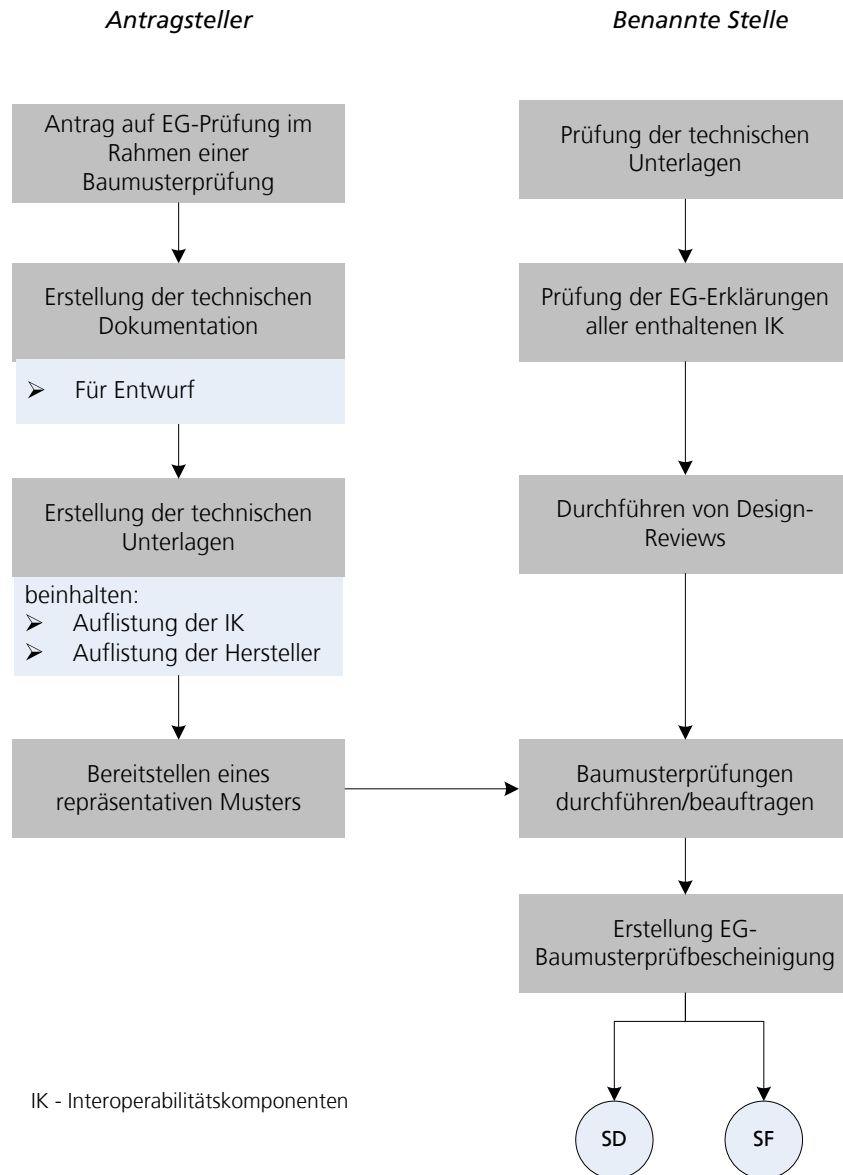 Antragsteller
Benannte Stelle
Antrag auf EG-Prüfung im
Rahmen einer
Baumusterprüfung
Erstellung der technischen
Dokumentation
➢ Für Entwurf
Erstellung der technischen
Unterlagen
beinhalten:
➢ Auflistung der IK
➢ Auflistung der Hersteller
Bereitstellen eines
repräsentativen Musters
Prüfung der technischen
Unterlagen
Prüfung der EG-Erklärungen
aller enthaltenen IK
Durchführen von Design-
Reviews
Baumusterprüfungen
durchführen/beauftragen
Erstellung EG-
Baumusterprüfbescheinigung
SD
SF
IK - Interoperabilitätskomponenten